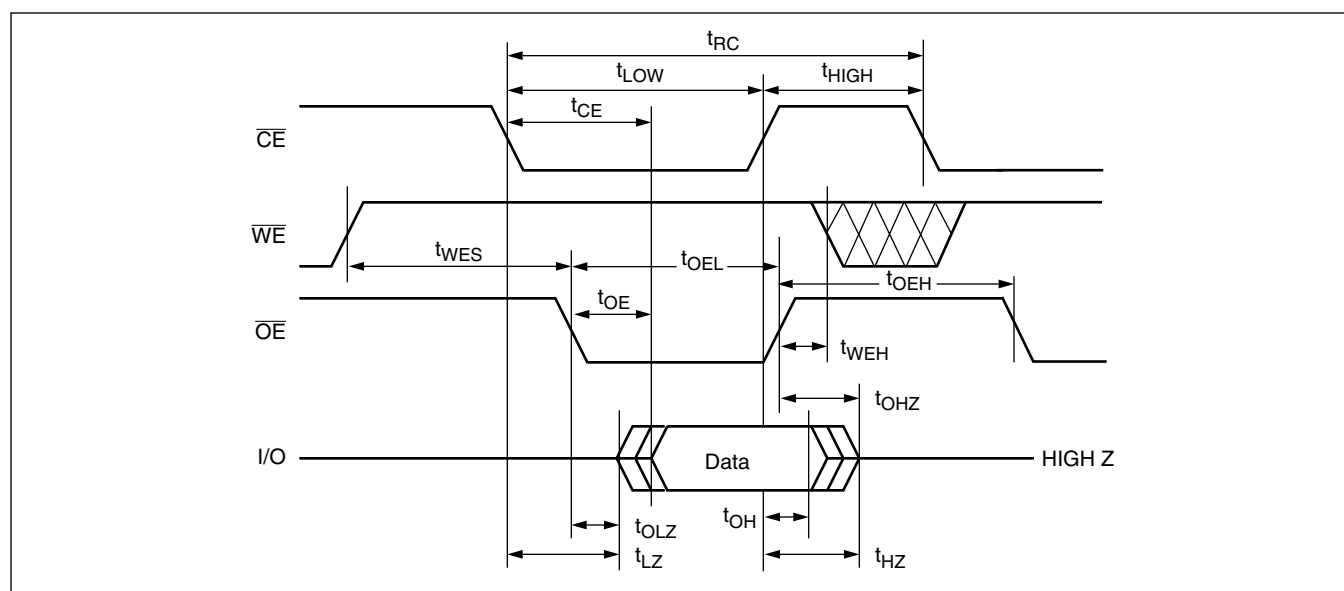 tRC
tLOW tHIGH
tCE
CE
WE
tWES tOEL
tOEH
tOE
OE
tWEH
tOHZ
I/O Data HIGH Z
tOLZ tOH
tLZ tHZ